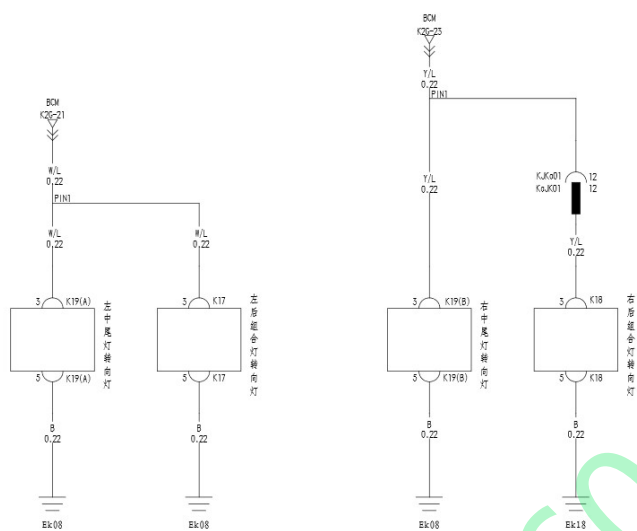 BCM
K2G-21
W/L
0.22
PIN1
W/L
0.22
W/L
0.22
3
K19(A)
左中尾灯转向灯
5
K19(A)
3
K17
左后组合灯转向灯
5
K17
B
0.22
B
0.22
Ek08
Ek08
BCM
K2G-23
Y/L
0.22
PIN1
Y/L
0.22
KJKo01
12
KoJK01
12
Y/L
0.22
3
K19(B)
右中尾灯转向灯
5
K19(B)
3
K18
右后组合灯转向灯
5
K18
B
0.22
B
0.22
Ek08
Ek18